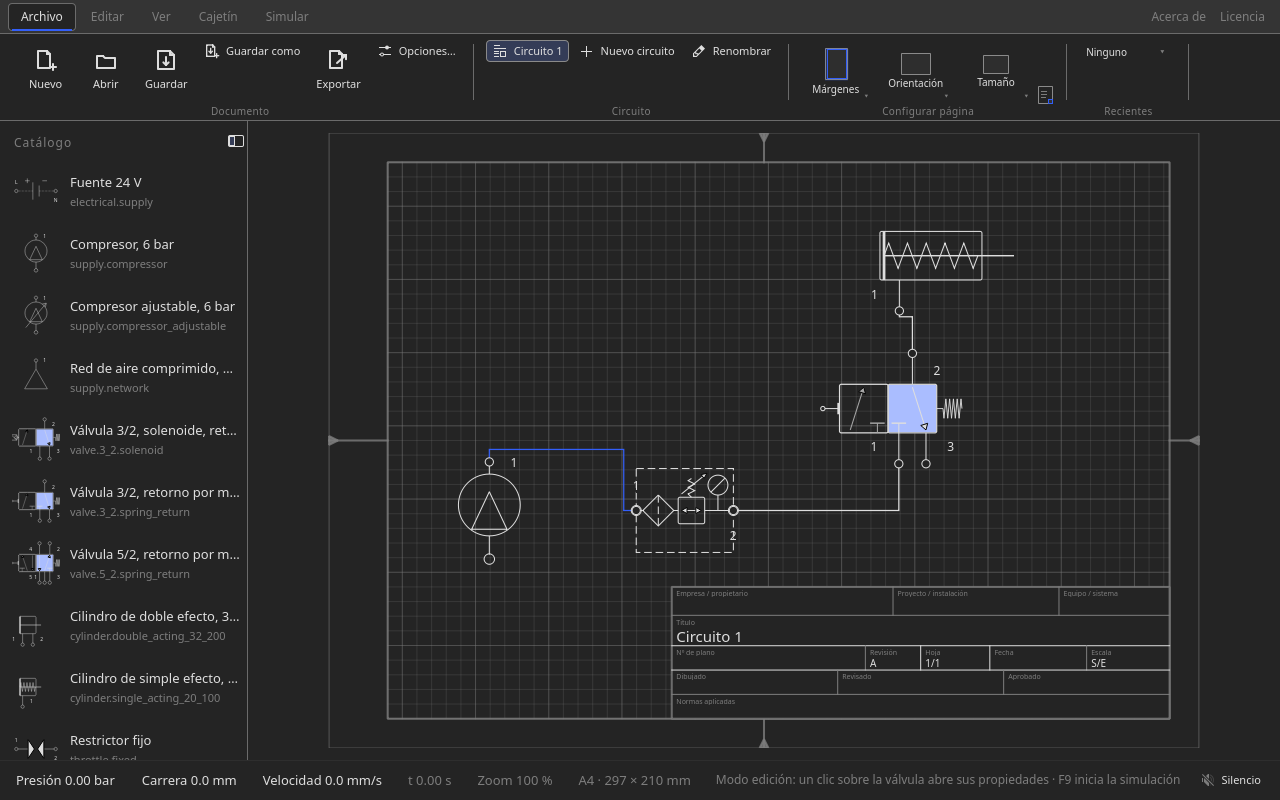 Archivo Editar Ver Cajetín Simular Acerca de Licencia
Nuevo Abrir Guardar Guardar como Exportar Opciones...
Documento
Circuito 1 Nuevo circuito Renombrar
Circuito
Márgenes Orientación Tamaño
Configurar página
Ninguno
Recientes
Catálogo
Fuente 24 V
electrical.supply
Compresor, 6 bar
supply.compressor
Compresor ajustable, 6 bar
supply.compressor_adjustable
Red de aire comprimido, ...
supply.network
Válvula 3/2, solenoide, ret...
valve.3_2.solenoid
Válvula 3/2, retorno por m...
valve.3_2.spring_return
Válvula 5/2, retorno por m...
valve.5_2.spring_return
Cilindro de doble efecto, 3...
cylinder.double_acting_32_200
Cilindro de simple efecto, ...
cylinder.single_acting_20_100
Restrictor fijo
throttle.fixed
1
2
1 3
1
1
2
Empresa / propietario Proyecto / instalación Equipo / sistema
Título
Circuito 1
N° de plano Revisión Hoja Fecha Escala
A 1/1 S/E
Dibujado Revisado Aprobado
Normas aplicadas
Presión 0.00 bar Carrera 0.0 mm Velocidad 0.0 mm/s t 0.00 s Zoom 100 % A4 · 297 × 210 mm Modo edición: un clic sobre la válvula abre sus propiedades · F9 inicia la simulación Silencio